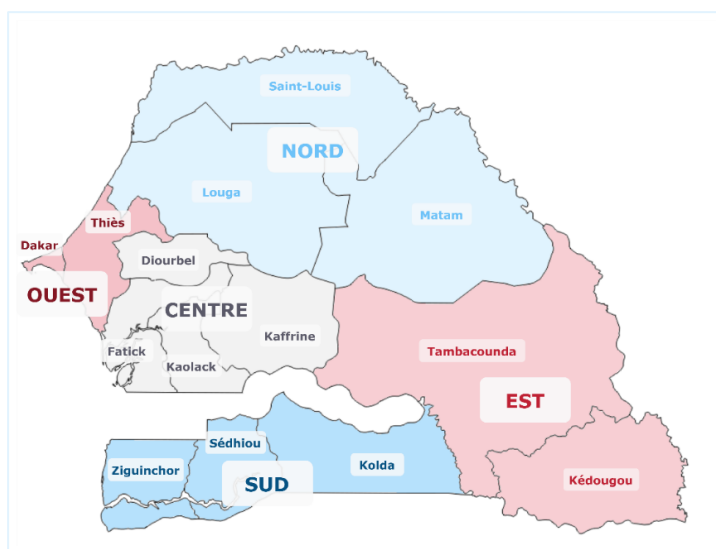 Saint-Louis
NORD
Louga
Matam
Thiès
Dakar
Diourbel
OUEST
CENTRE
Kaffrine
Fatick
Kaolack
Tambacounda
EST
Sédhiou
Ziguinchor
Kolda
SUD
Kédougou